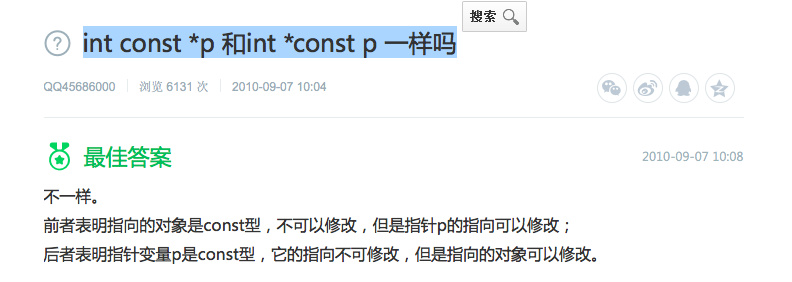 搜索
int const *p 和int *const p 一样吗
QQ45686000 浏览 6131 次 2010-09-07 10:04
最佳答案 2010-09-07 10:08
不一样。
前者表明指向的对象是const型，不可以修改，但是指针p的指向可以修改；
后者表明指针变量p是const型，它的指向不可修改，但是指向的对象可以修改。